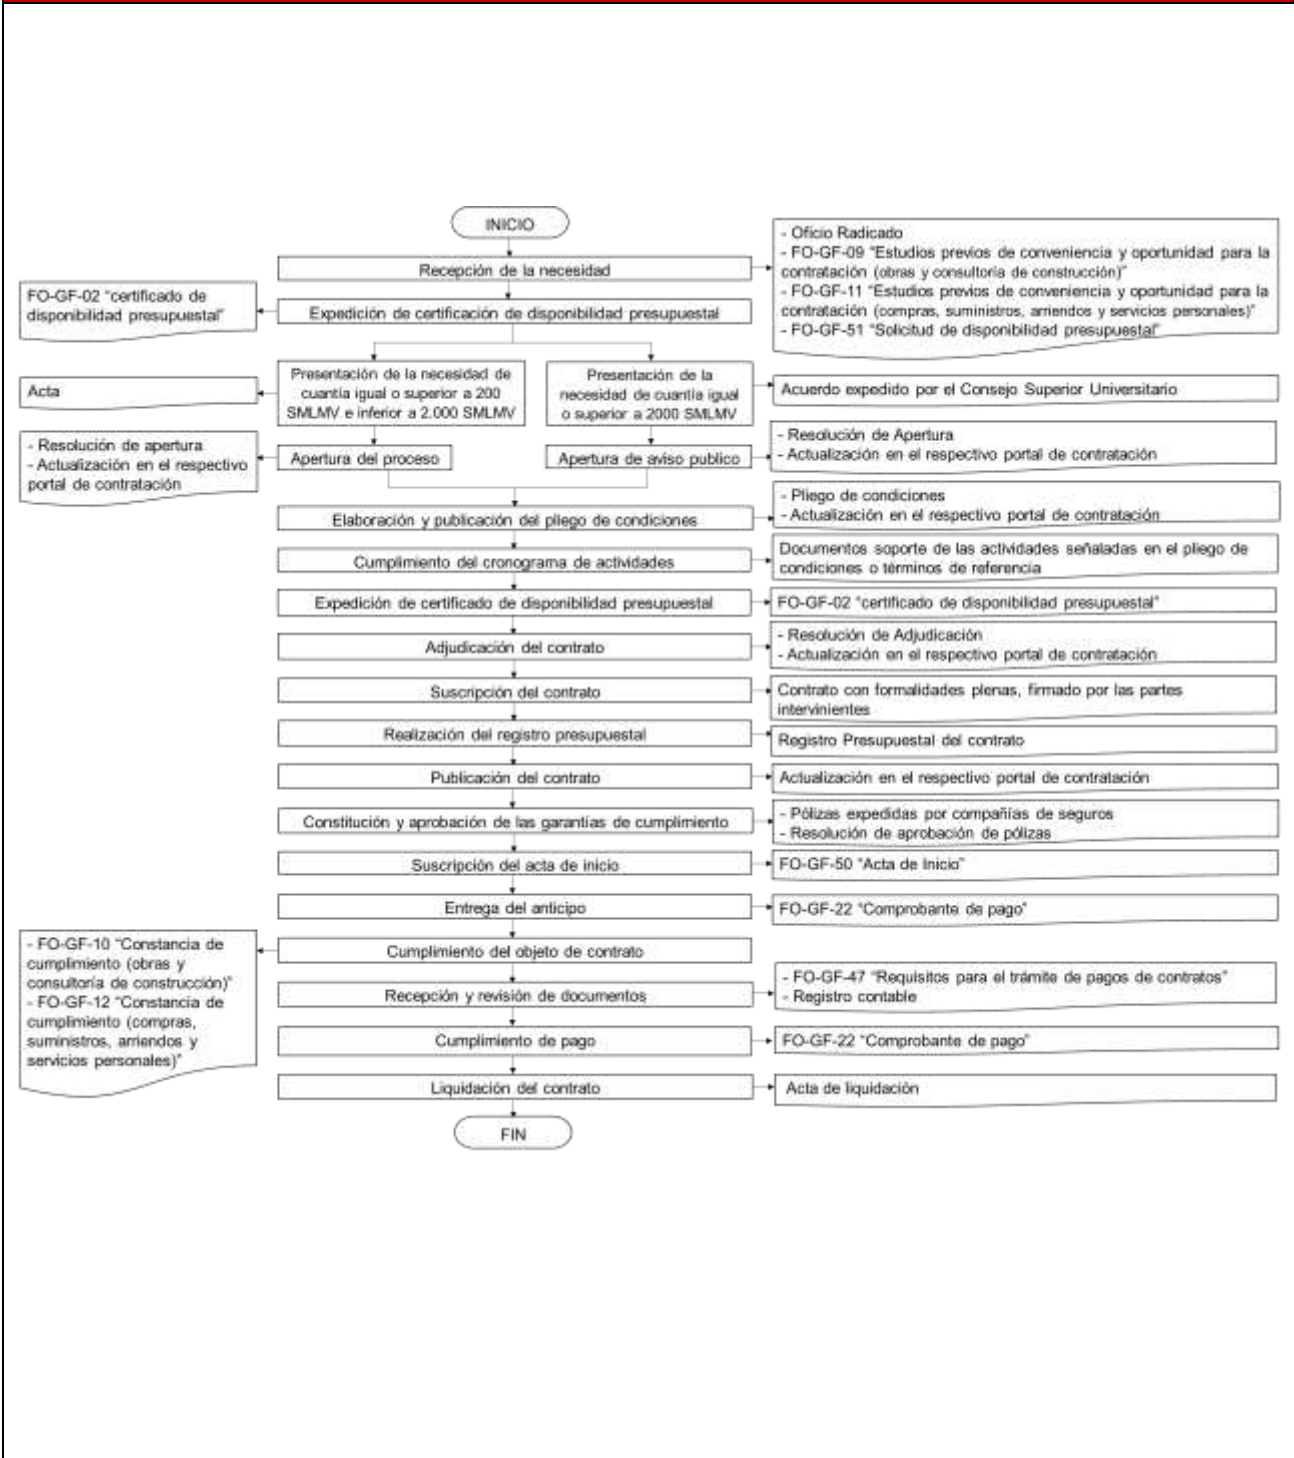 INICIO
- Oficio Radicado
- FO-GF-09 "Estudios previos de conveniencia y oportunidad para la
contratación (obras y consultoría de construcción)"
- FO-GF-11 "Estudios previos de conveniencia y oportunidad para la
contratación (compras, suministros, arriendos y servicios personales)"
- FO-GF-51 "Solicitud de disponibilidad presupuestal"
Recepción de la necesidad
FO-GF-02 "certificado de
disponibilidad presupuestal"
Expedición de certificación de disponibilidad presupuestal
Acta
Presentación de la necesidad de
cuantía igual o superior a 200
SMLMV e inferior a 2.000 SMLMV
Presentación de la
necesidad de cuantía igual
o superior a 2000 SMLMV
Acuerdo expedido por el Consejo Superior Universitario
- Resolución de apertura
- Actualización en el respectivo
portal de contratación
Apertura del proceso
Apertura de aviso publico
- Resolución de Apertura
- Actualización en el respectivo portal de contratación
Elaboración y publicación del pliego de condiciones
- Pliego de condiciones
- Actualización en el respectivo portal de contratación
Cumplimiento del cronograma de actividades
Documentos soporte de las actividades señaladas en el pliego de
condiciones o términos de referencia
Expedición de certificado de disponibilidad presupuestal
FO-GF-02 "certificado de disponibilidad presupuestal"
Adjudicación del contrato
- Resolución de Adjudicación
- Actualización en el respectivo portal de contratación
Suscripción del contrato
Contrato con formalidades plenas, firmado por las partes
intervinientes
Realización del registro presupuestal
Registro Presupuestal del contrato
Publicación del contrato
Actualización en el respectivo portal de contratación
Constitución y aprobación de las garantías de cumplimiento
- Pólizas expedidas por compañías de seguros
- Resolución de aprobación de pólizas
Suscripción del acta de inicio
FO-GF-50 "Acta de Inicio"
Entrega del anticipo
FO-GF-22 "Comprobante de pago"
- FO-GF-10 "Constancia de
cumplimiento (obras y
consultoría de construcción)"
- FO-GF-12 "Constancia de
cumplimiento (compras,
suministros, arriendos y
servicios personales)"
Cumplimiento del objeto de contrato
Recepción y revisión de documentos
- FO-GF-47 "Requisitos para el trámite de pagos de contratos"
- Registro contable
Cumplimiento de pago
FO-GF-22 "Comprobante de pago"
Liquidación del contrato
Acta de liquidación
FIN